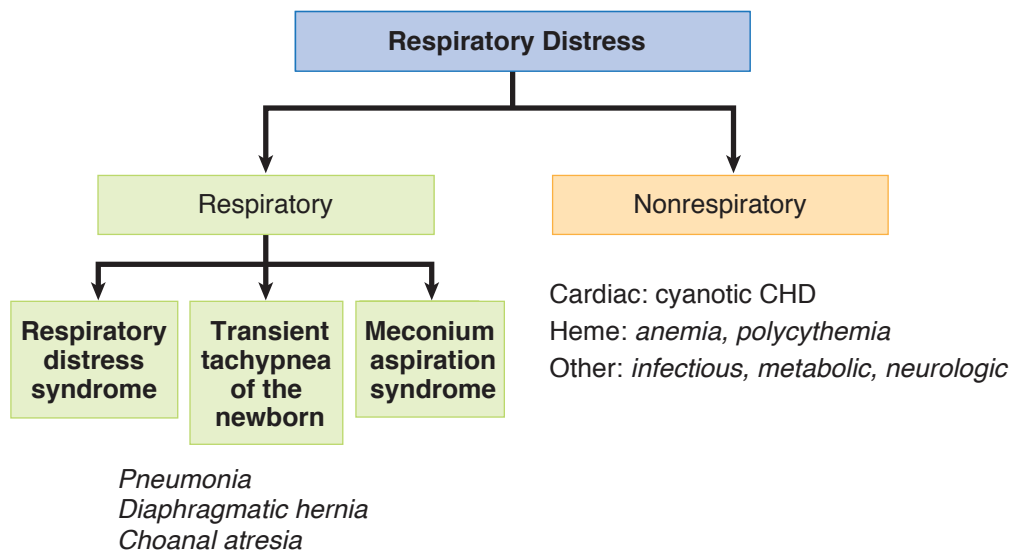 Respiratory Distress
Respiratory
Nonrespiratory
Respiratory
distress
syndrome
Transient
tachypnea
of the
newborn
Meconium
aspiration
syndrome
Pneumonia
Diaphragmatic hernia
Choanal atresia
Cardiac: cyanotic CHD
Heme: anemia, polycythemia
Other: infectious, metabolic, neurologic